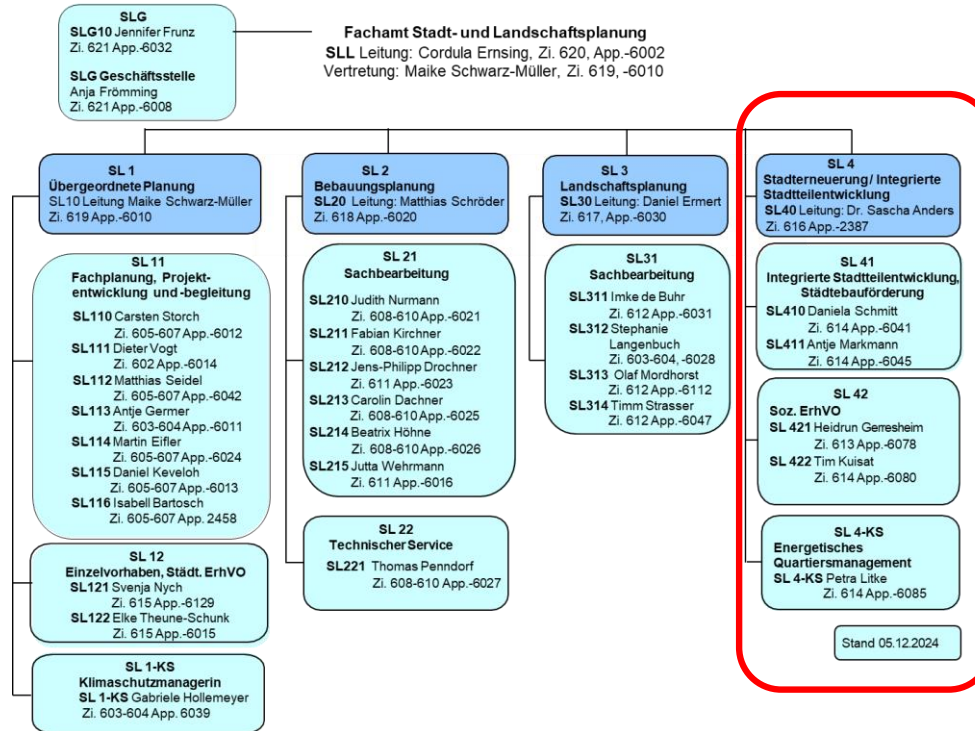 SLG
SLG10 Jennifer Frunz
Zi. 621 App.-6032
SLG Geschäftsstelle
Anja Frömming
Zi. 621 App.-6008
Fachamt Stadt- und Landschaftsplanung
SLL Leitung: Cordula Ernsing, Zi. 620, App.-6002
Vertretung: Maike Schwarz-Müller, Zi. 619, -6010
SL 1
Übergeordnete Planung
SL10 Leitung Maike Schwarz-Müller
Zi. 619 App.-6010
SL 11
Fachplanung, Projekt-
entwicklung und -begleitung
SL110 Carsten Storch
Zi. 605-607 App.-6012
SL111 Dieter Vogt
Zi. 602 App.-6014
SL112 Matthias Seidel
Zi. 605-607 App.-6042
SL113 Antje Germer
Zi. 603-604 App.-6011
SL114 Martin Eifler
Zi. 605-607 App.-6024
SL115 Daniel Keveloh
Zi. 605-607 App.-6013
SL116 Isabell Bartosch
Zi. 605-607 App. 2458
SL 12
Einzelvorhaben, Städt. ErhVO
SL121 Svenja Nych
Zi. 615 App.-6129
SL122 Elke Theune-Schunk
Zi. 615 App.-6015
SL 1-KS
Klimaschutzmanagerin
SL 1-KS Gabriele Hollemeyer
Zi. 603-604 App. 6039
SL 2
Bebauungsplanung
SL20 Leitung: Matthias Schröder
Zi. 618 App.-6020
SL 21
Sachbearbeitung
SL210 Judith Nurmann
Zi. 608-610 App.-6021
SL211 Fabian Kirchner
Zi. 608-610 App.-6022
SL212 Jens-Philipp Drochner
Zi. 611 App.-6023
SL213 Carolin Dachner
Zi. 608-610 App.-6025
SL214 Beatrix Höhne
Zi. 608-610 App.-6026
SL215 Jutta Wehrmann
Zi. 611 App.-6016
SL 22
Technischer Service
SL221 Thomas Penndorf
Zi. 608-610 App.-6027
SL 3
Landschaftsplanung
SL30 Leitung: Daniel Ermert
Zi. 617, App.-6030
SL31
Sachbearbeitung
SL311 Imke de Buhr
Zi. 612 App.-6031
SL312 Stephanie
Langenbuch
Zi. 603-604, -6028
SL313 Olaf Mordhorst
Zi. 612 App.-6112
SL314 Timm Strasser
Zi. 612 App.-6047
SL 4
Stadterneuerung/ Integrierte
Stadtteilentwicklung
SL40 Leitung: Dr. Sascha Anders
Zi. 616 App.-2387
SL 41
Integrierte Stadtteilentwicklung,
Städtebauförderung
SL410 Daniela Schmitt
Zi. 614 App.-6041
SL411 Antje Markmann
Zi. 614 App.-6045
SL 42
Soz. ErhVO
SL 421 Heidrun Gerresheim
Zi. 613 App.-6078
SL 422 Tim Kuisat
Zi. 614 App.-6080
SL 4-KS
Energetisches
Quartiersmanagement
SL 4-KS Petra Litke
Zi. 614 App.-6085
Stand 05.12.2024